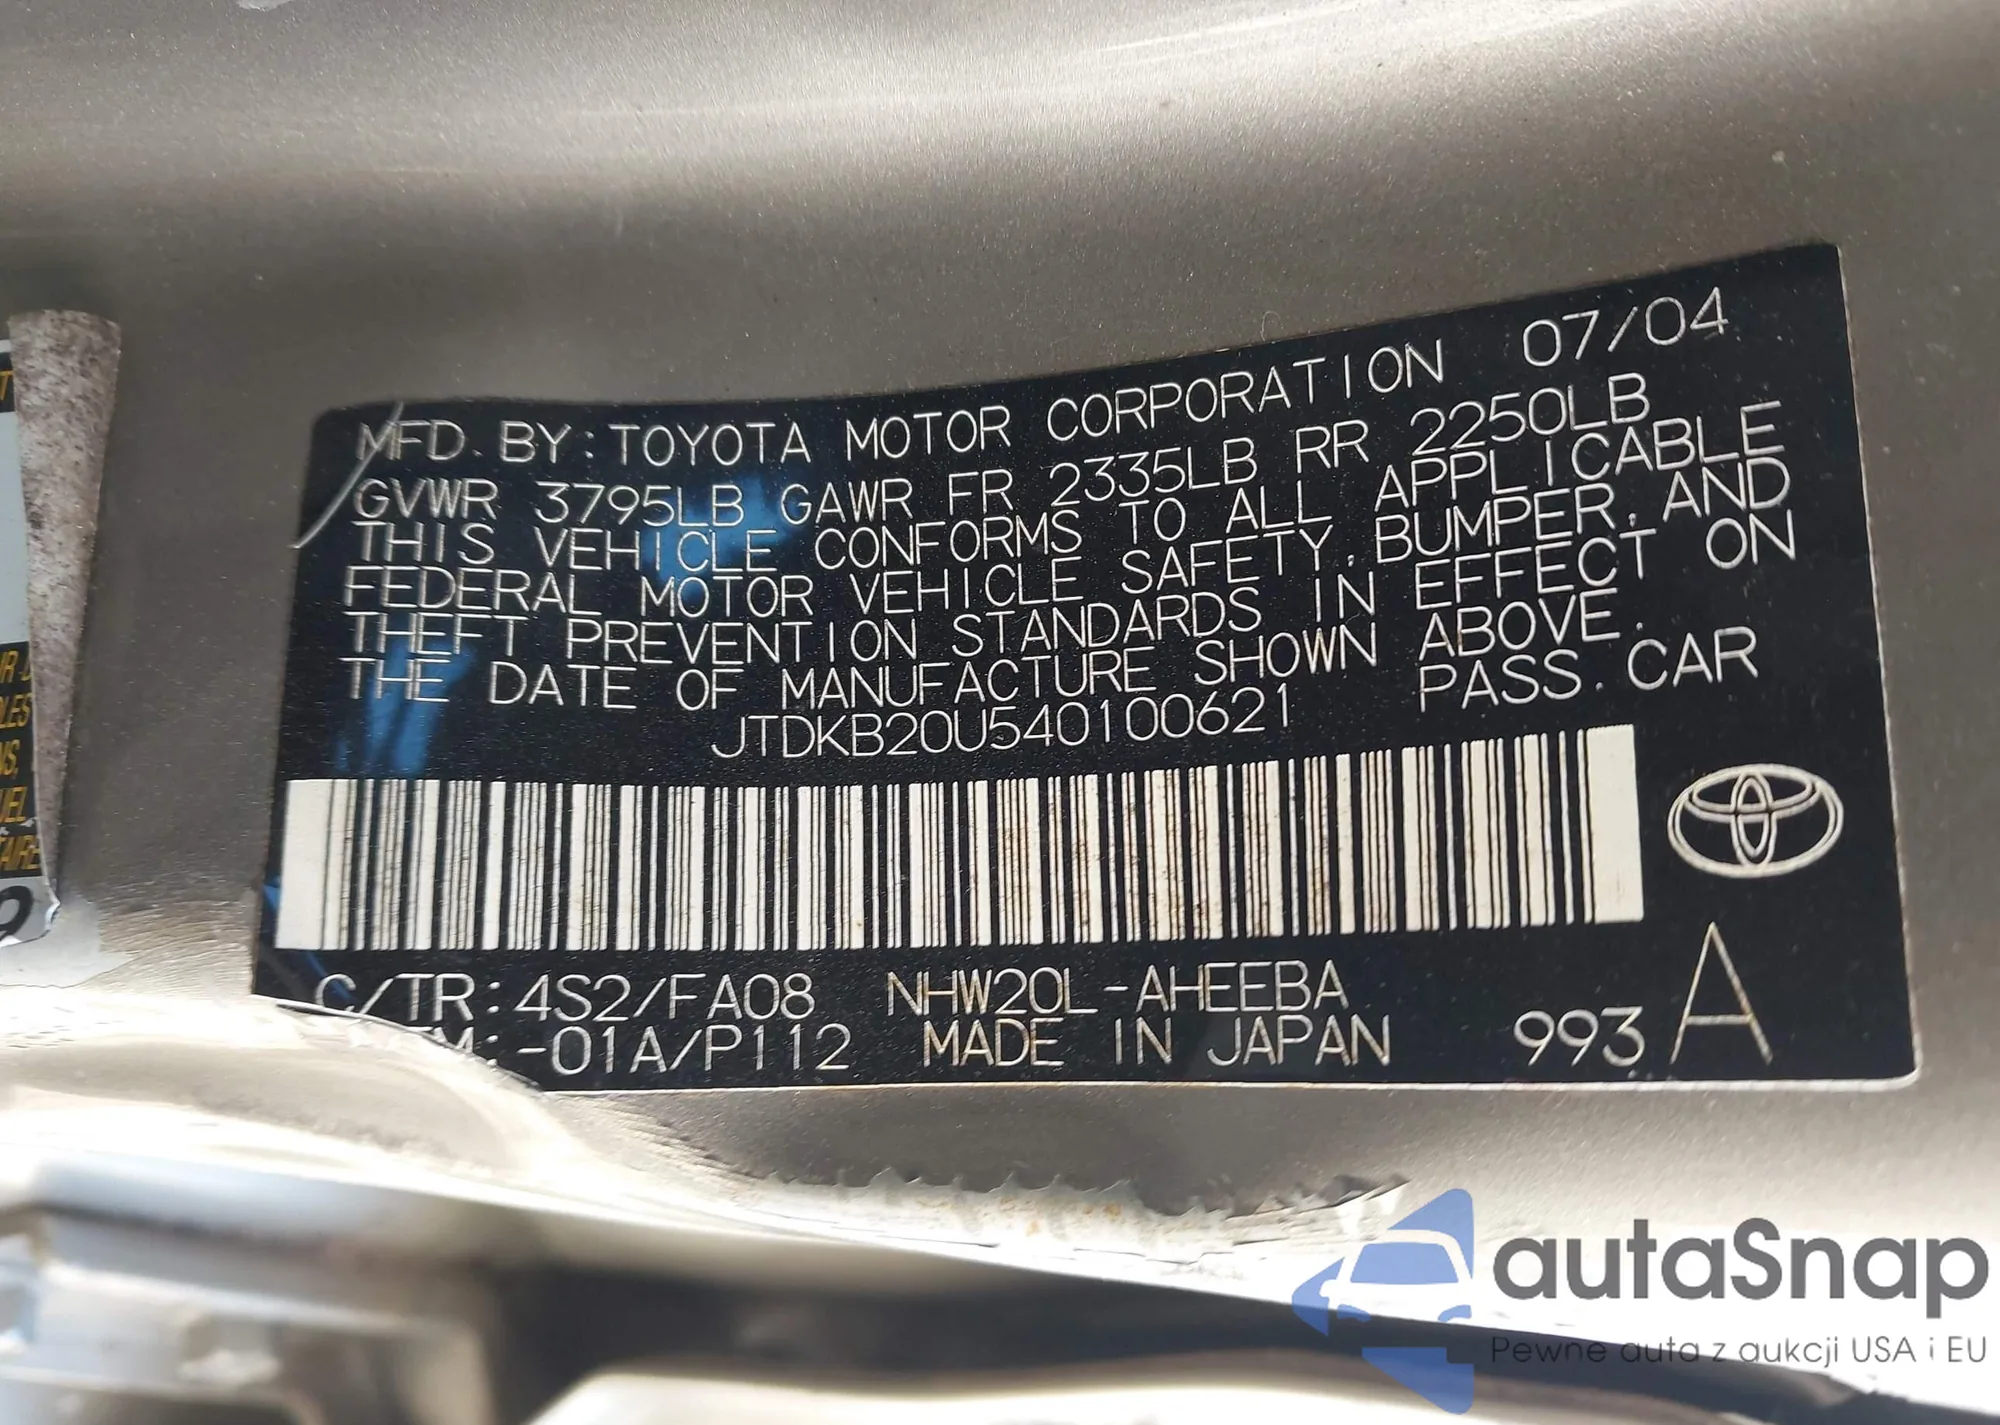 MFD. BY: TOYOTA MOTOR CORPORATION 07/04
GVWR 3795LB GAWR FR 2335LB RR 2250LB
THIS VEHICLE CONFORMS TO ALL APPLICABLE
FEDERAL MOTOR VEHICLE SAFETY, BUMPER, AND
THEFT PREVENTION STANDARDS IN EFFECT ON
THE DATE OF MANUFACTURE SHOWN ABOVE.
JTDKB20U540100621 PASS. CAR
C/TR: 4S2/FA08 NHW20L-AHEEBA
:-01A/P112 MADE IN JAPAN 993 A
autaSnap
Pewne auta z aukcji USA i EU